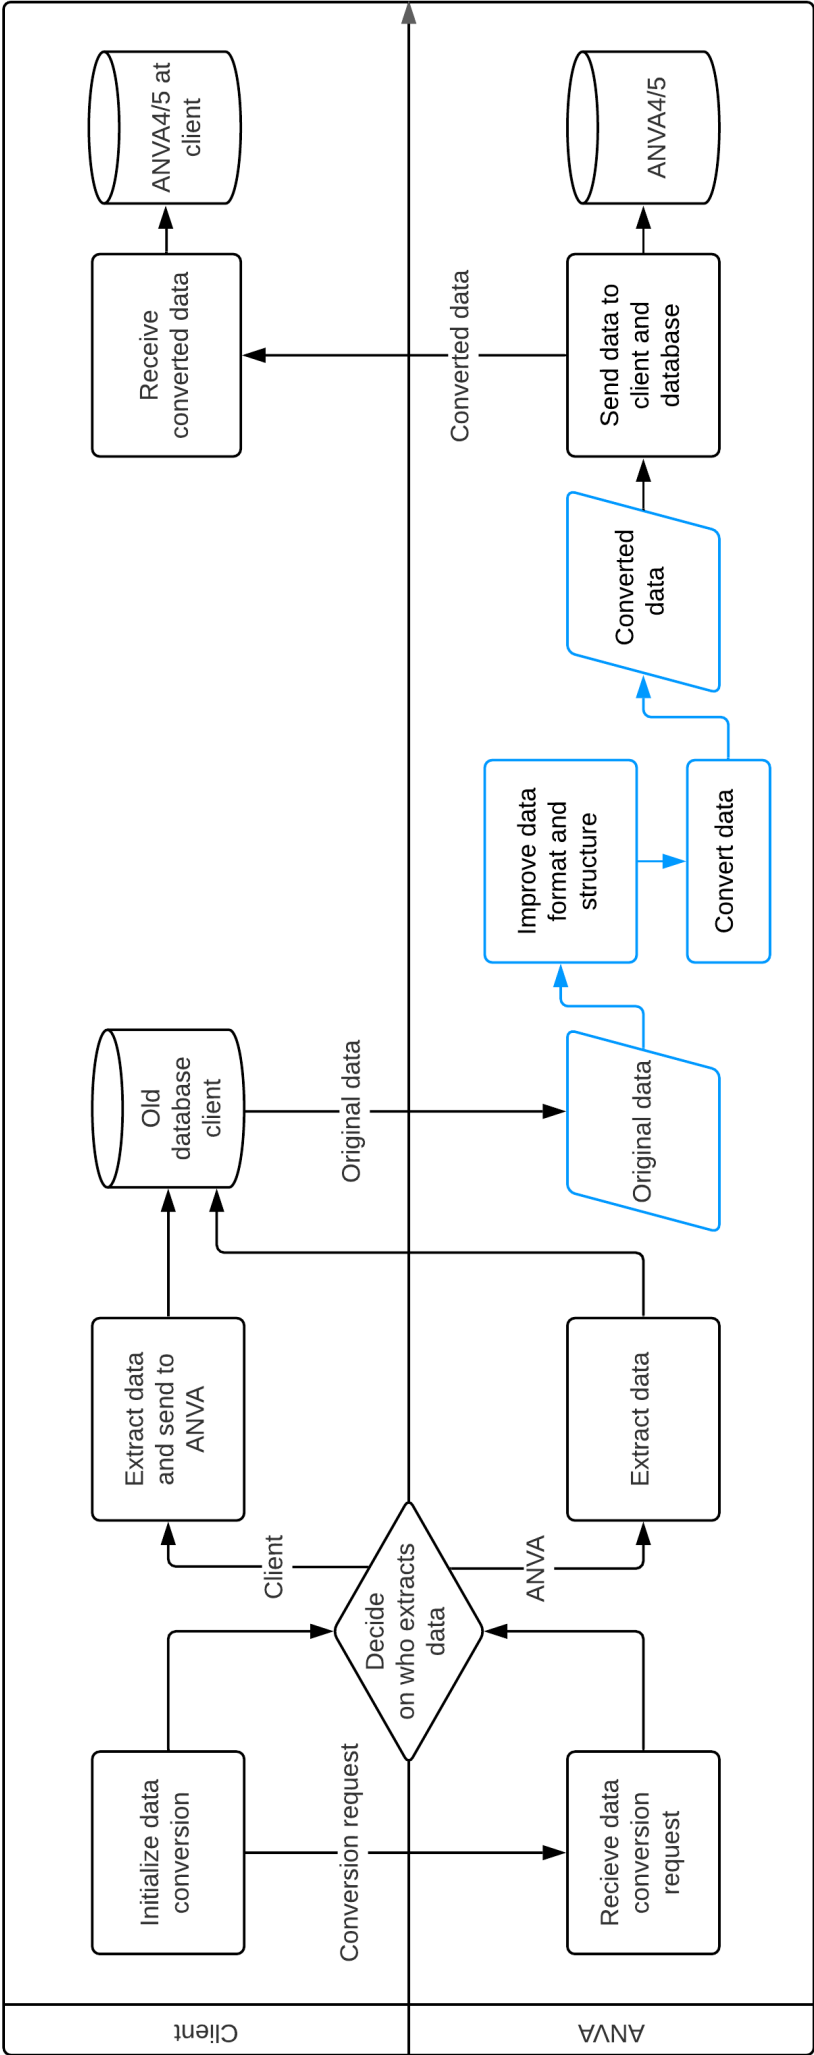 Client
Initialize data
conversion
Conversion request
Decide
on who extracts
data
Client
Extract data
and send to
ANVA
Old
database
client
Original data
Receive
converted data
ANVA4/5 at
client
ANVA
Recieve data
conversion
request
ANVA
Extract data
Original data
Improve data
format and
structure
Convert data
Converted
data
Send data to
client and
database
Converted data
ANVA4/5